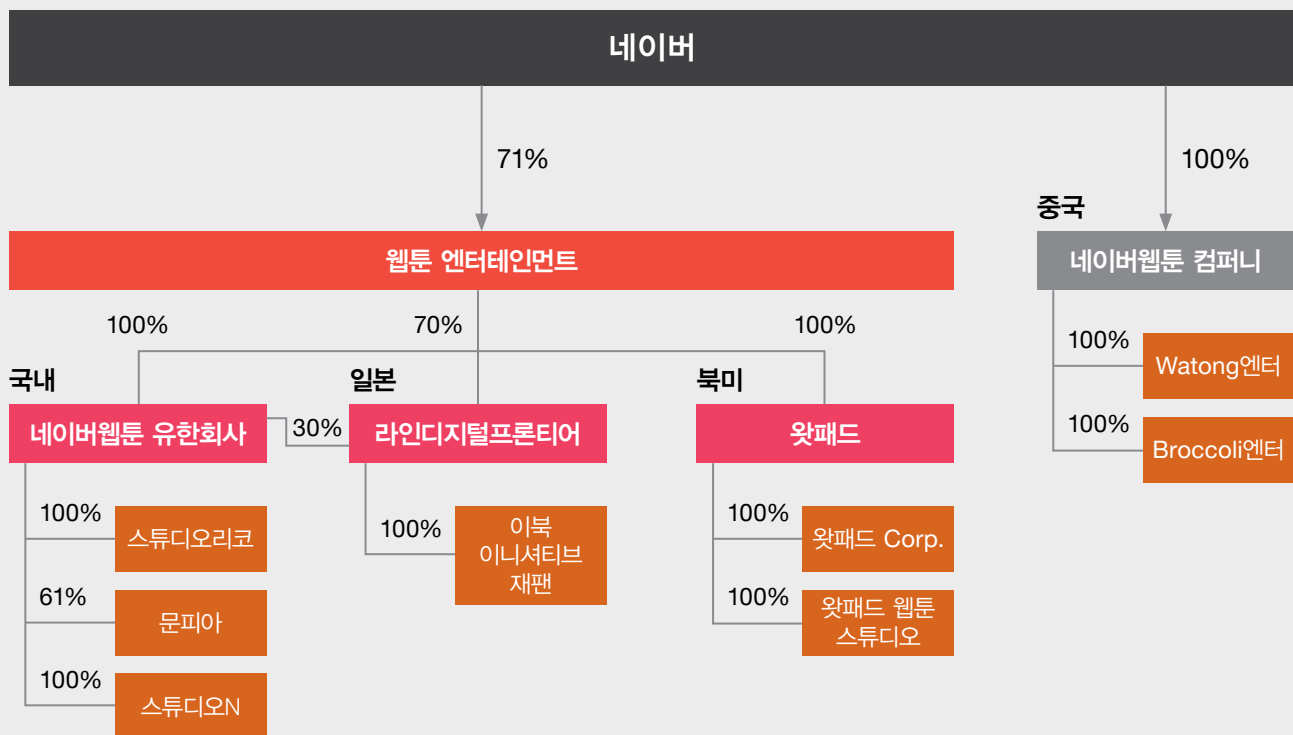 네이버
71%
100%
중국
웹툰 엔터테인먼트
네이버웹툰 컴퍼니
100%
70%
100%
100%
Watong엔터
100%
Broccoli엔터
국내
일본
북미
네이버웹툰 유한회사
30%
라인디지털프론티어
왓패드
100%
스튜디오리코
61%
문피아
100%
스튜디오N
100%
이북
이니셔티브
재팬
100%
왓패드 Corp.
100%
왓패드 웹툰
스튜디오